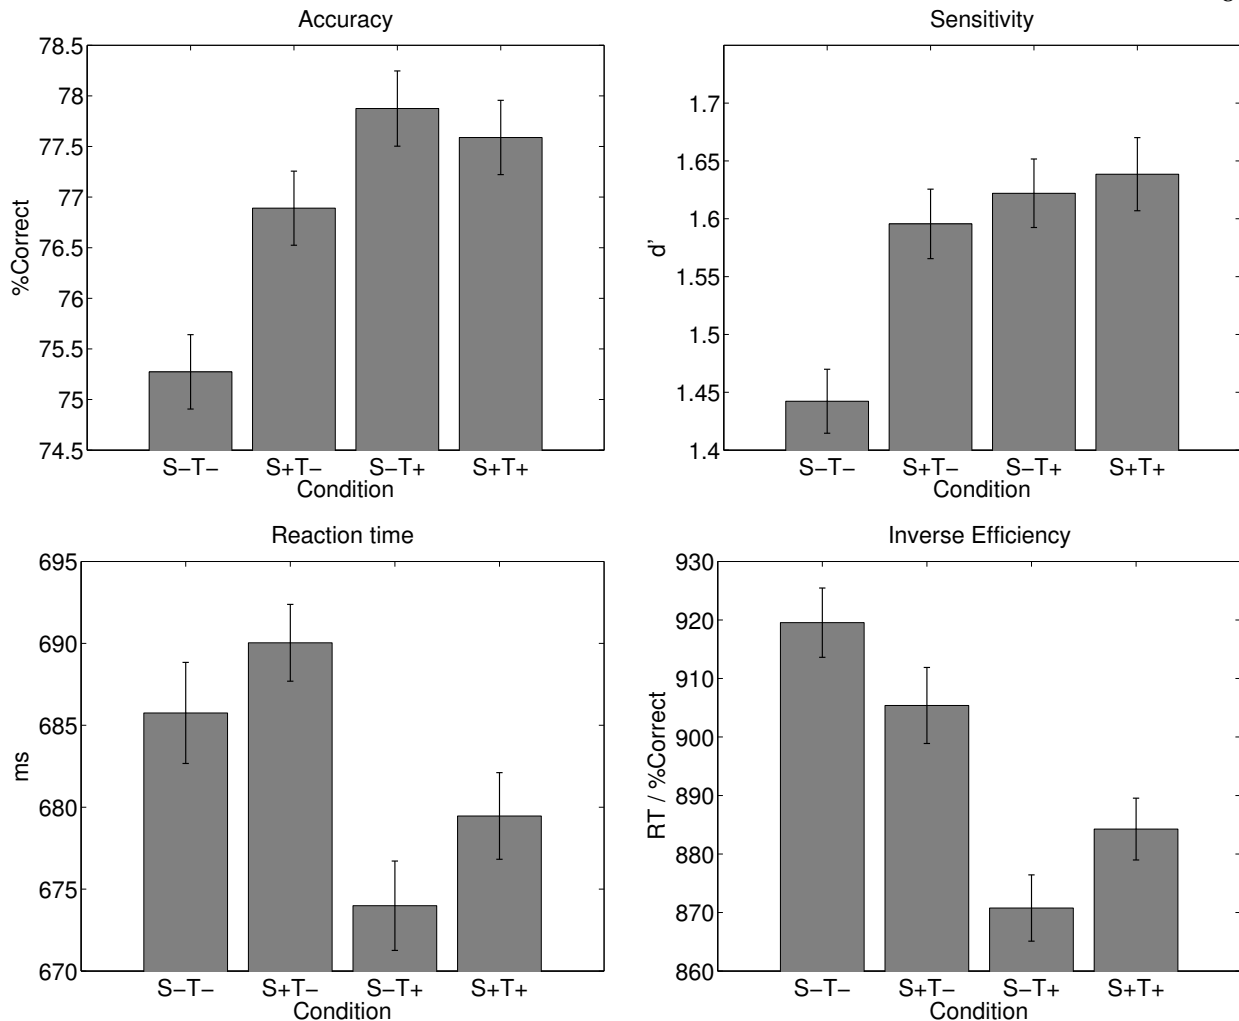 Accuracy
78.5
78
77.5
77
76.5
76
75.5
75
74.5
%Correct
S−T− S+T− S−T+ S+T+
Condition
Sensitivity
1.7
1.65
1.6
1.55
1.5
1.45
1.4
d'
S−T− S+T− S−T+ S+T+
Condition
Reaction time
695
690
685
680
675
670
ms
S−T− S+T− S−T+ S+T+
Condition
Inverse Efficiency
930
920
910
900
890
880
870
860
RT / %Correct
S−T− S+T− S−T+ S+T+
Condition